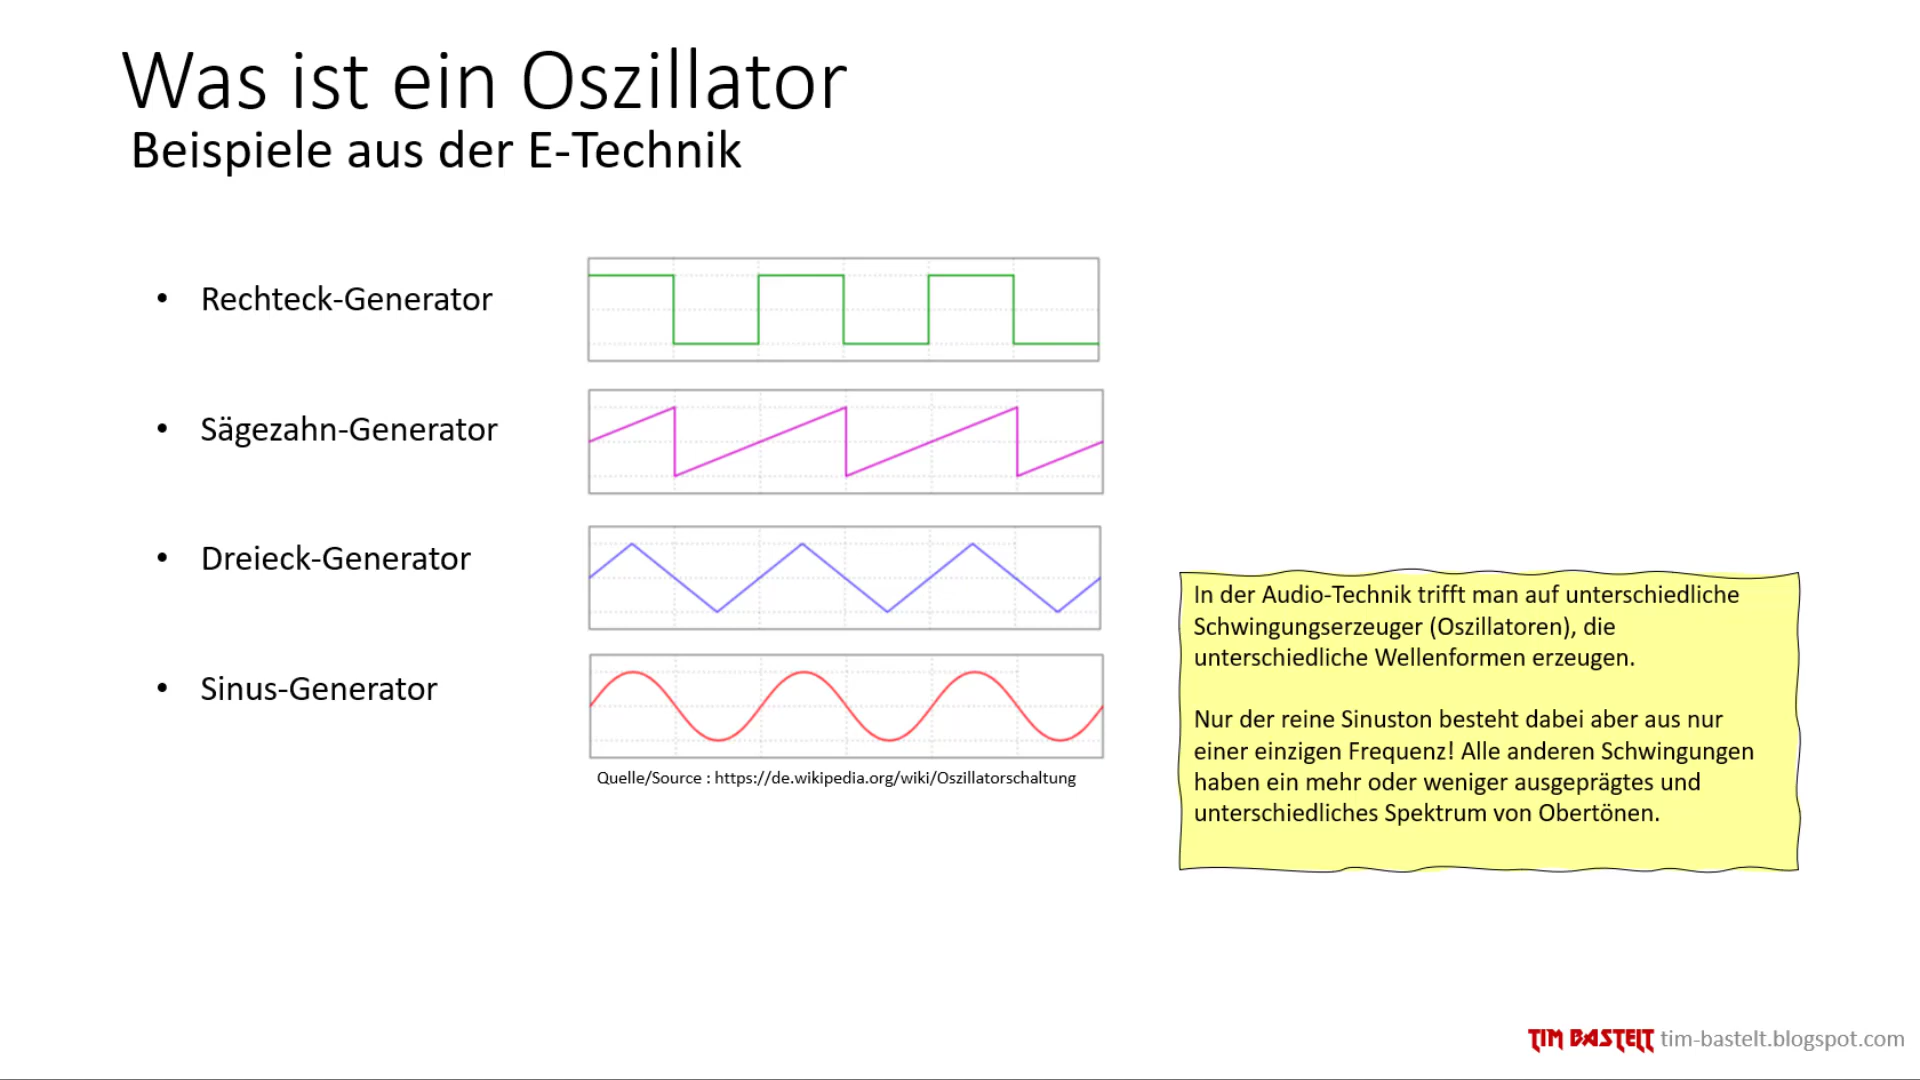 Was ist ein Oszillator
Beispiele aus der E-Technik
• Rechteck-Generator
• Sägezahn-Generator
• Dreieck-Generator
• Sinus-Generator
Quelle/Source : https://de.wikipedia.org/wiki/Oszillatorschaltung
In der Audio-Technik trifft man auf unterschiedliche
Schwingungserzeuger (Oszillatoren), die
unterschiedliche Wellenformen erzeugen.
Nur der reine Sinuston besteht dabei aber aus nur
einer einzigen Frequenz! Alle anderen Schwingungen
haben ein mehr oder weniger ausgeprägtes und
unterschiedliches Spektrum von Obertönen.
TIM BASTELT tim-bastelt.blogspot.com